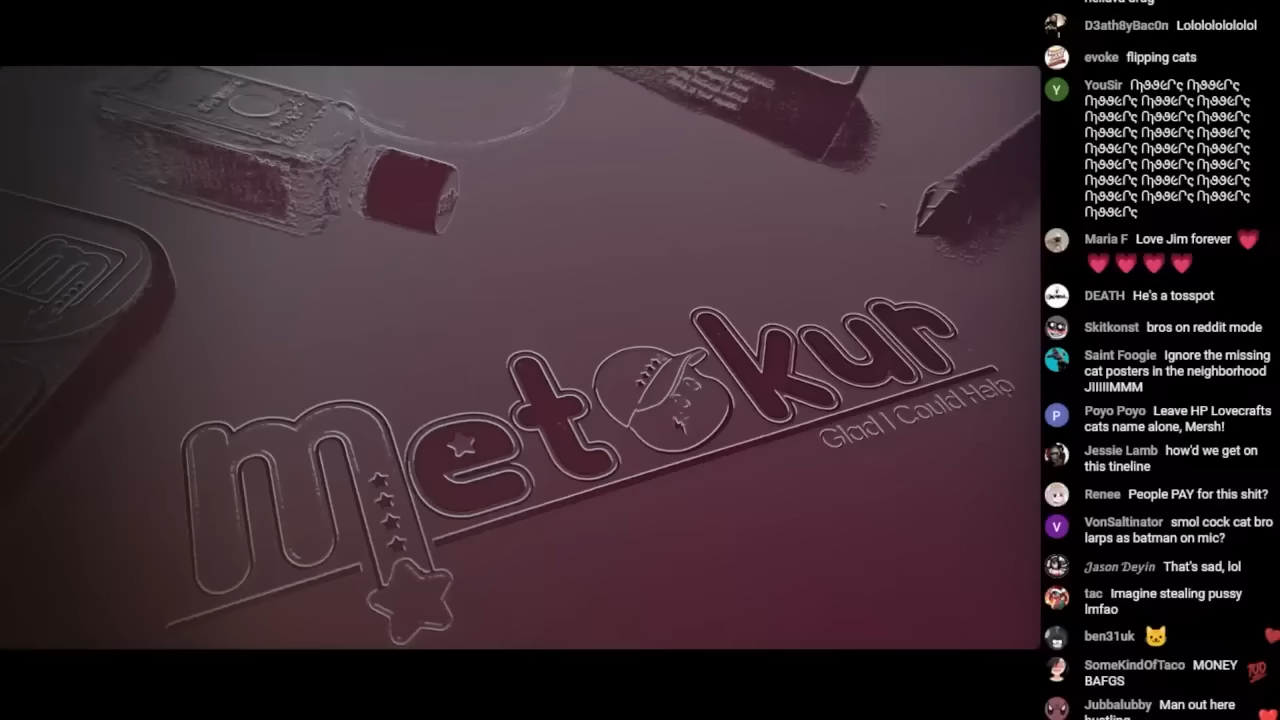 D3ath8yBac0n Lolololololololol
evoke flipping cats
YouSir
Maria F Love Jim forever
DEATH He's a tosspot
Skitkonst bros on reddit mode
Saint Foogie Ignore the missing
cat posters in the neighborhood
JIIIIIMMM
Poyo Poyo Leave HP Lovecrafts
cats name alone, Mersh!
Jessie Lamb how'd we get on
this tineline
Renee People PAY for this shit?
VonSaltinator smol cock cat bro
larps as batman on mic?
Jason Deyin That's sad, lol
tac Imagine stealing pussy
lmfao
ben31uk
SomeKindOfTaco MONEY
BAFGS
Jubbalubby Man out here
metokur
Glad I Could Help